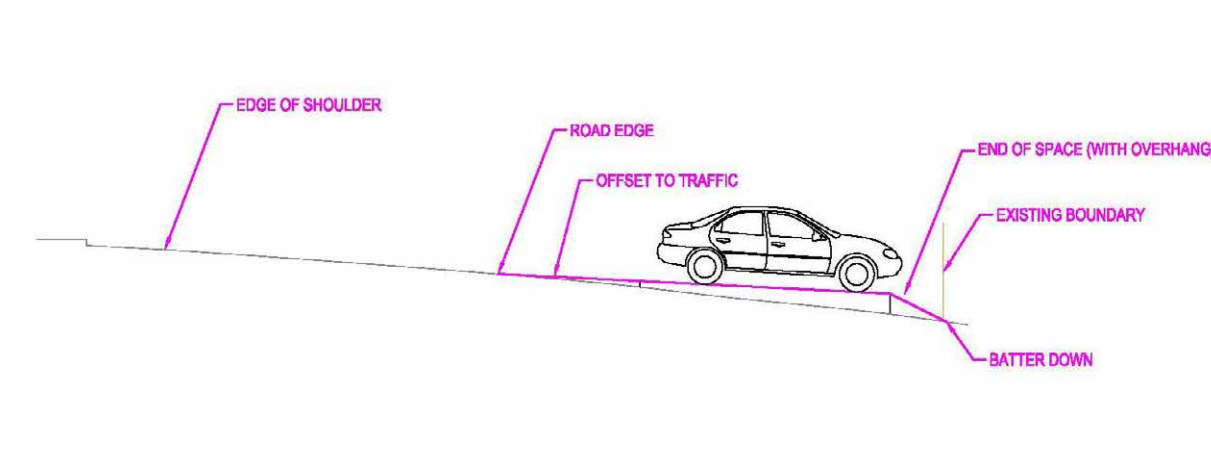 EDGE OF SHOULDER
ROAD EDGE
END OF SPACE (WITH OVERHANG
OFFSET TO TRAFFIC
EXISTING BOUNDARY
BATTER DOWN